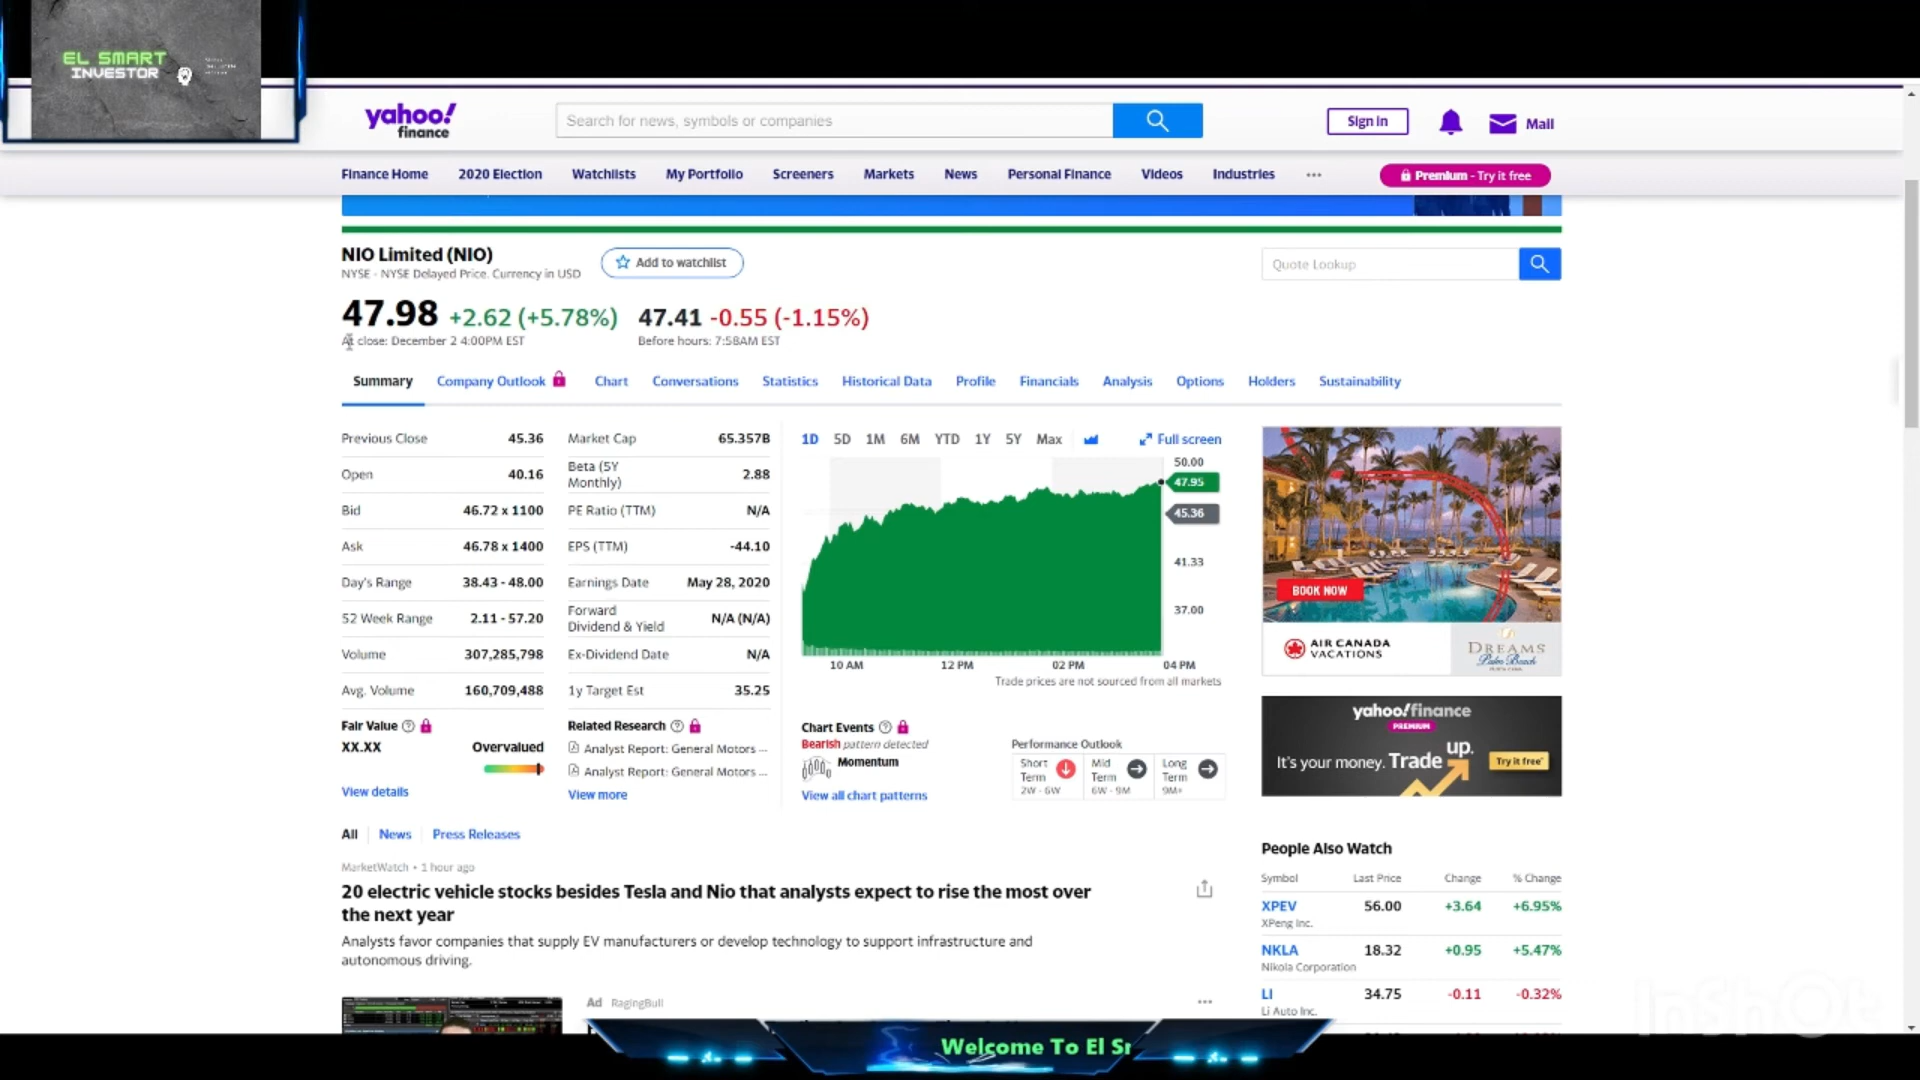 EL SMART
INVESTOR
yahoo!
finance
Search for news, symbols or companies
Sign in
Mail
Finance Home 2020 Election Watchlists My Portfolio Screeners Markets News Personal Finance Videos Industries ··· Premium - Try it free
NIO Limited (NIO)
NYSE - NYSE Delayed Price. Currency in USD
Add to watchlist
Quote Lookup
47.98 +2.62 (+5.78%) 47.41 -0.55 (-1.15%)
At close: December 2 4:00PM EST Before hours: 7:58AM EST
Summary Company Outlook Chart Conversations Statistics Historical Data Profile Financials Analysis Options Holders Sustainability
Previous Close 45.36
Open 40.16
Bid 46.72 x 1100
Ask 46.78 x 1400
Day's Range 38.43 - 48.00
52 Week Range 2.11 - 57.20
Volume 307,285,798
Avg. Volume 160,709,488
Market Cap 65.357B
Beta (5Y
Monthly) 2.88
PE Ratio (TTM) N/A
EPS (TTM) -44.10
Earnings Date May 28, 2020
Forward
Dividend & Yield N/A (N/A)
Ex-Dividend Date N/A
1y Target Est 35.25
1D 5D 1M 6M YTD 1Y 5Y Max Full screen
50.00
47.95
45.36
41.33
37.00
10 AM 12 PM 02 PM 04 PM
Trade prices are not sourced from all markets
Fair Value
XX.XX Overvalued
View details
Related Research
Analyst Report: General Motors ...
Analyst Report: General Motors ...
View more
Chart Events
Bearish pattern detected
Momentum
View all chart patterns
Performance Outlook
Short
Term
2W - 6W
Mid
Term
6W - 9M
Long
Term
9M+
BOOK NOW
AIR CANADA
VACATIONS
DREAMS
Palm Beach
PUNTA CANA
yahoo!finance
PREMIUM
It's your money. Trade up.
Try it free*
All News Press Releases
MarketWatch • 1 hour ago
20 electric vehicle stocks besides Tesla and Nio that analysts expect to rise the most over
the next year
Analysts favor companies that supply EV manufacturers or develop technology to support infrastructure and
autonomous driving.
Ad RagingBull
···
People Also Watch
Symbol Last Price Change % Change
XPEV 56.00 +3.64 +6.95%
XPeng Inc.
NKLA 18.32 +0.95 +5.47%
Nikola Corporation
LI 34.75 -0.11 -0.32%
Li Auto Inc.
InShOt
Welcome To El Sr